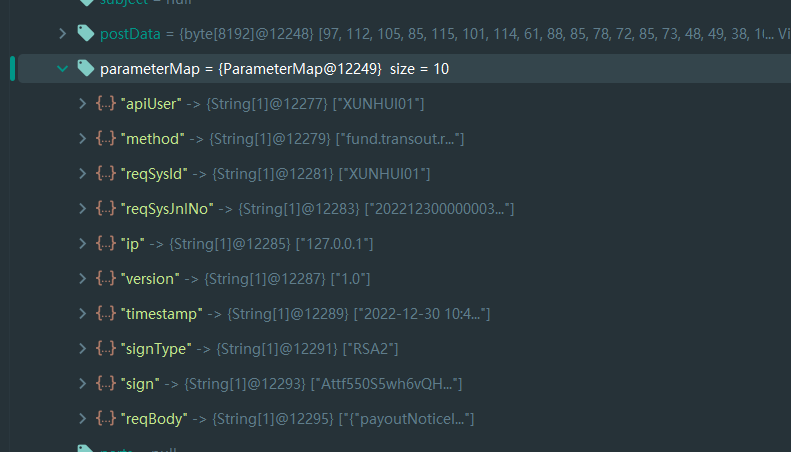 subject = null
postData = {byte[8192]@12248} [97, 112, 105, 85, 115, 101, 114, 61, 88, 85, 78, 72, 85, 73, 48, 49, 38, 1(... Vi
parameterMap = {ParameterMap@12249} size = 10
{...} "apiUser" -> {String[1]@12277} ["XUNHUI01"]
{...} "method" -> {String[1]@12279} ["fund.transout.r..."]
{...} "reqSysId" -> {String[1]@12281} ["XUNHUI01"]
{...} "reqSysJnlNo" -> {String[1]@12283} ["202212300000003..."]
{...} "ip" -> {String[1]@12285} ["127.0.0.1"]
{...} "version" -> {String[1]@12287} ["1.0"]
{...} "timestamp" -> {String[1]@12289} ["2022-12-30 10:4..."]
{...} "signType" -> {String[1]@12291} ["RSA2"]
{...} "sign" -> {String[1]@12293} ["Attf550S5wh6vQH..."]
{...} "reqBody" -> {String[1]@12295} ["{"payoutNoticeI..."]
parts = null